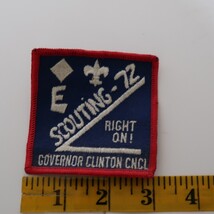 E
SCOUTING - 72
RIGHT
ON!
GOVERNOR CLINTON CNCL
1
2
3
4